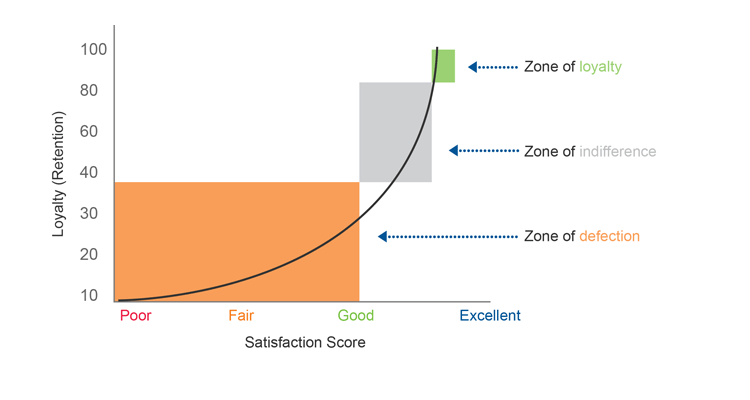 100
80
60
40
30
20
10
Loyalty (Retention)
Zone of loyalty
Zone of indifference
Zone of defection
Poor
Fair
Good
Excellent
Satisfaction Score